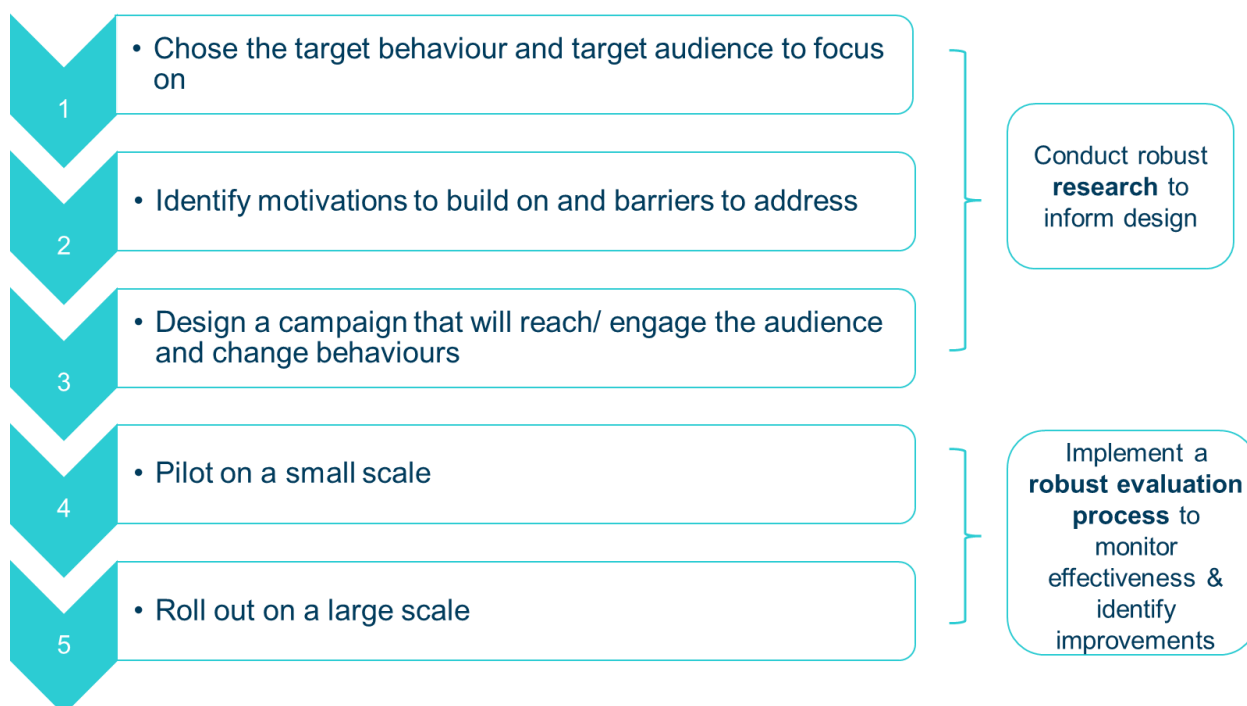 1
• Chose the target behaviour and target audience to focus
on
2
• Identify motivations to build on and barriers to address
3
• Design a campaign that will reach/ engage the audience
and change behaviours
Conduct robust
research to
inform design
4
• Pilot on a small scale
5
• Roll out on a large scale
Implement a
robust evaluation
process to
monitor
effectiveness &
identify
improvements